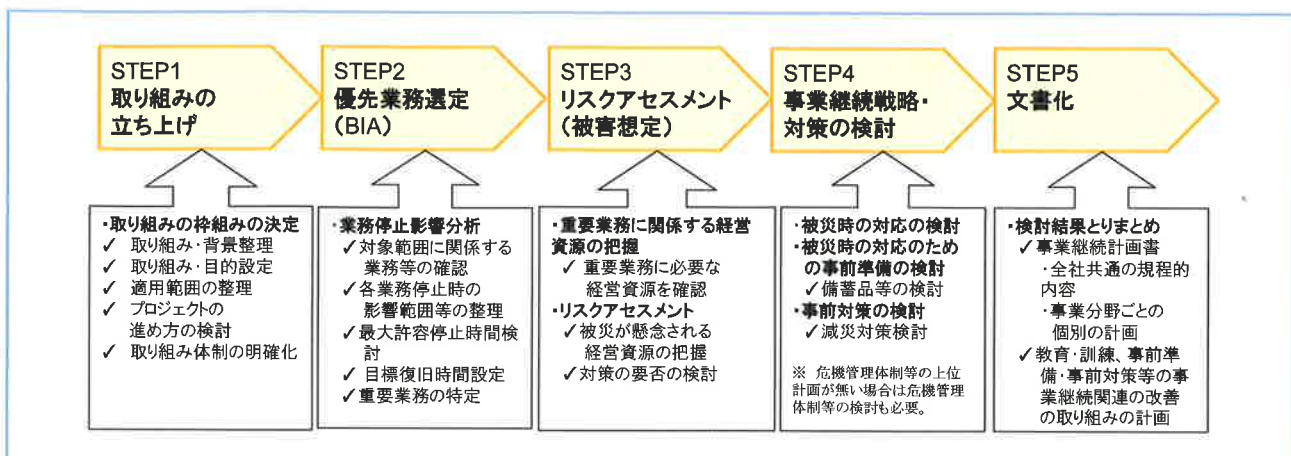 STEP1
取り組みの
立ち上げ
STEP2
優先業務選定
(BIA)
STEP3
リスクアセスメント
(被害想定)
STEP4
事業継続戦略・
対策の検討
STEP5
文書化
・取り組みの枠組みの決定
✓ 取り組み・背景整理
✓ 取り組み・目的設定
✓ 適用範囲の整理
✓ プロジェクトの
進め方の検討
✓ 取り組み体制の明確化
・業務停止影響分析
✓対象範囲に関係する
業務等の確認
✓各業務停止時の
影響範囲等の整理
✓最大許容停止時間検
討
✓ 目標復旧時間設定
✓重要業務の特定
・重要業務に関係する経営
資源の把握
✓ 重要業務に必要な
経営資源を確認
・リスクアセスメント
✓被災が懸念される
経営資源の把握
✓対策の要否の検討
・被災時の対応の検討
・被災時の対応のため
の事前準備の検討
✓備蓄品等の検討
・事前対策の検討
✓減災対策検討
※ 危機管理体制等の上位
計画が無い場合は危機管理
体制等の検討も必要。
・検討結果とりまとめ
✓事業継続計画書
・全社共通の規程的
内容
・事業分野ごとの
個別の計画
✓教育・訓練、事前準
備・事前対策等の事
業継続関連の改善
の取り組みの計画